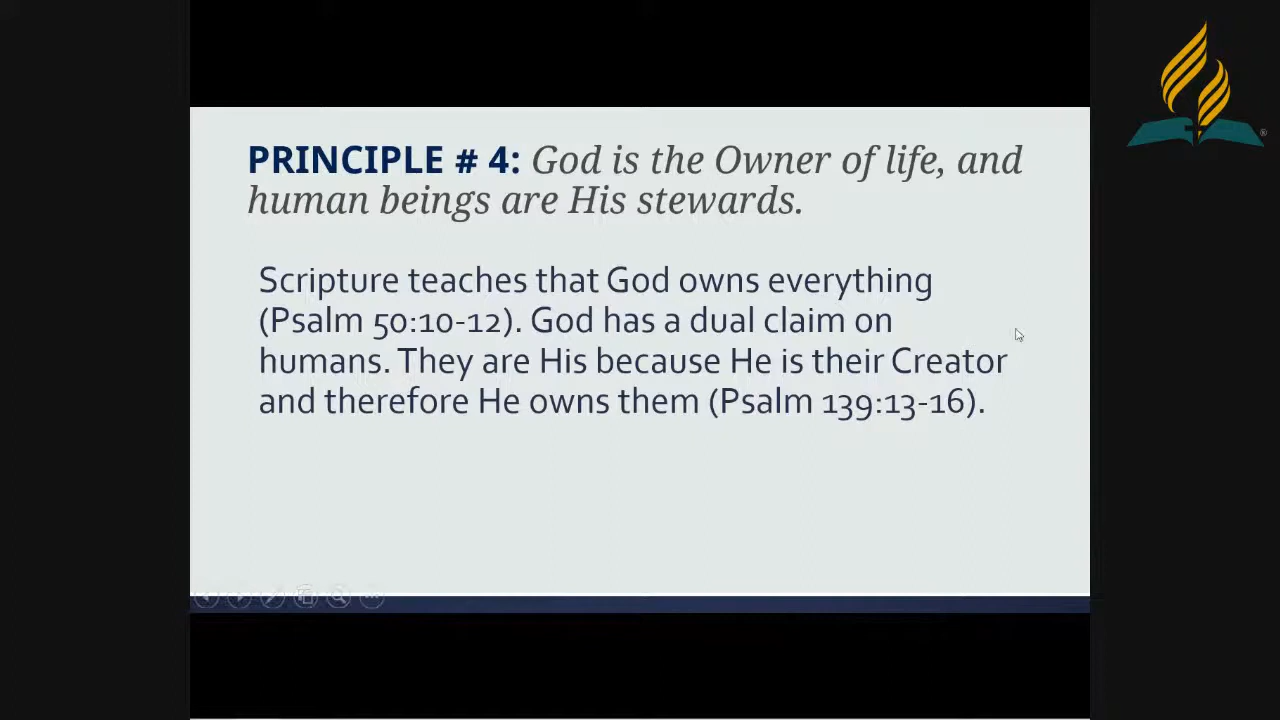 PRINCIPLE # 4: God is the Owner of life, and
human beings are His stewards.
Scripture teaches that God owns everything
(Psalm 50:10-12). God has a dual claim on
humans. They are His because He is their Creator
and therefore He owns them (Psalm 139:13-16).
®